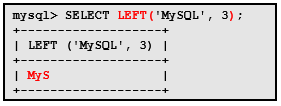 mysql> SELECT LEFT('MySQL', 3);
+-----------------+
| LEFT ('MySQL', 3) |
+-----------------+
| MyS |
+-----------------+